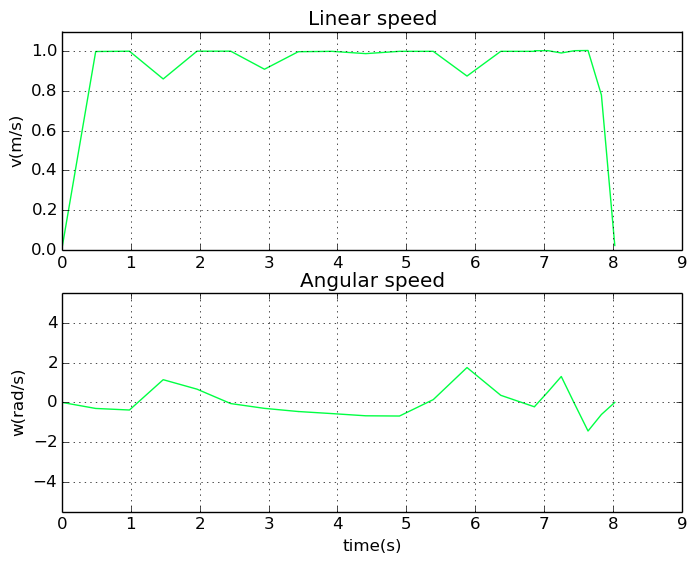 Linear speed
1.0
0.8
0.6
0.4
0.2
0.0
v(m/s)
0 1 2 3 4 5 6 7 8 9
Angular speed
4
2
0
−2
−4
w(rad/s)
0 1 2 3 4 5 6 7 8 9
time(s)